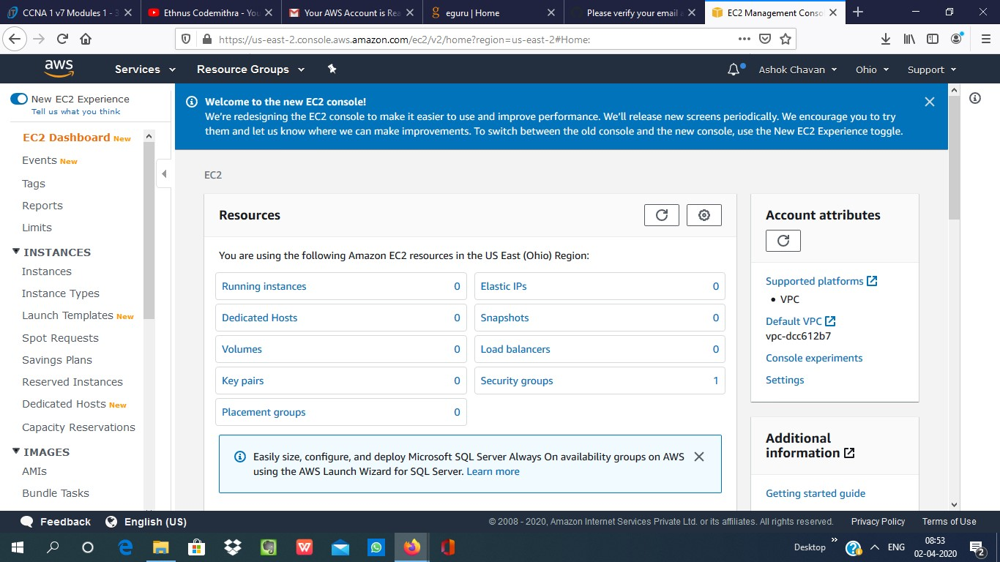 CCNA 1 v7 Modules 1 - 3
Ethnus Codemithra - You
Your AWS Account is Rea
eguru | Home
Please verify your email a
EC2 Management Conso
https://us-east-2.console.aws.amazon.com/ec2/v2/home?region=us-east-2#Home:
aws
Services
Resource Groups
Ashok Chavan
Ohio
Support
New EC2 Experience
Tell us what you think
EC2 Dashboard New
Events New
Tags
Reports
Limits
INSTANCES
Instances
Instance Types
Launch Templates New
Spot Requests
Savings Plans
Reserved Instances
Dedicated Hosts New
Capacity Reservations
IMAGES
AMIs
Bundle Tasks
Welcome to the new EC2 console!
We're redesigning the EC2 console to make it easier to use and improve performance. We'll release new screens periodically. We encourage you to try
them and let us know where we can make improvements. To switch between the old console and the new console, use the New EC2 Experience toggle.
EC2
Resources
You are using the following Amazon EC2 resources in the US East (Ohio) Region:
Running instances 0
Elastic IPs 0
Dedicated Hosts 0
Snapshots 0
Volumes 0
Load balancers 0
Key pairs 0
Security groups 1
Placement groups 0
Easily size, configure, and deploy Microsoft SQL Server Always On availability groups on AWS
using the AWS Launch Wizard for SQL Server. Learn more
Account attributes
Supported platforms
• VPC
Default VPC
vpc-dcc612b7
Console experiments
Settings
Additional
information
Getting started guide
Feedback
English (US)
© 2008 - 2020, Amazon Internet Services Private Ltd. or its affiliates. All rights reserved.
Privacy Policy
Terms of Use
Desktop
ENG
08:53
02-04-2020
2